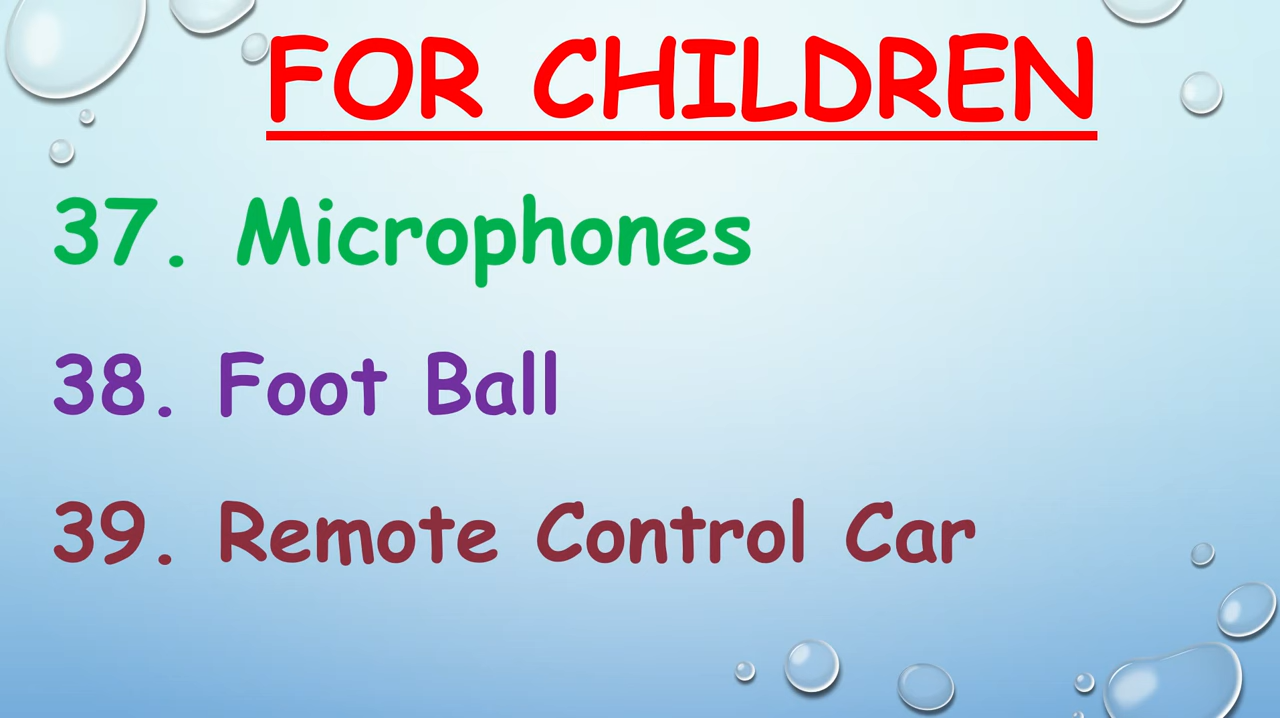 FOR CHILDREN
37. Microphones
38. Foot Ball
39. Remote Control Car